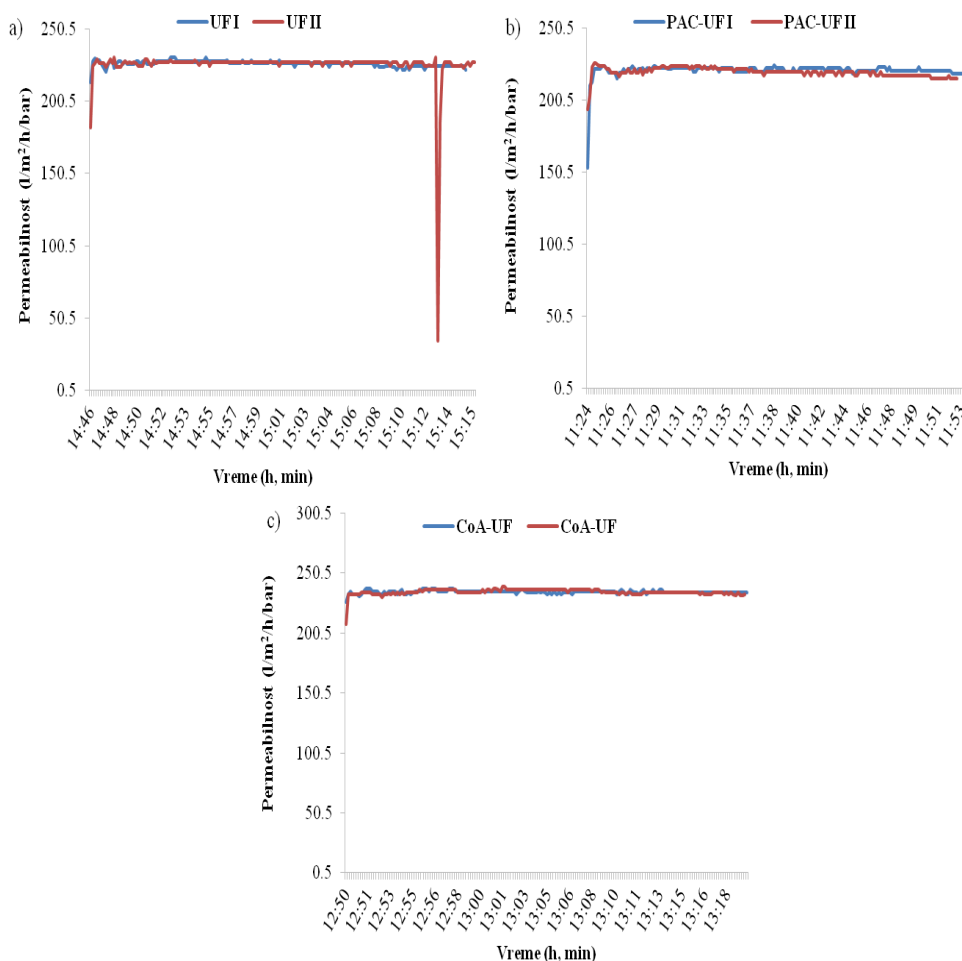 a)
UF I UF II
Permeabilnost (l/m²/h/bar)
250.5
200.5
150.5
100.5
50.5
0.5
14:46 14:48 14:50 14:52 14:53 14:55 14:57 14:59 15:01 15:03 15:04 15:06 15:08 15:10 15:12 15:14 15:15
Vreme (h, min)
b)
PAC-UF I PAC-UF II
Permeabilnost (l/m²/h/bar)
250.5
200.5
150.5
100.5
50.5
0.5
11:24 11:26 11:27 11:29 11:31 11:33 11:35 11:37 11:38 11:40 11:42 11:44 11:46 11:48 11:49 11:51 11:53
Vreme (h, min)
c)
CoA-UF CoA-UF
Permeabilnost (l/m²/h/bar)
300.5
250.5
200.5
150.5
100.5
50.5
0.5
12:50 12:51 12:53 12:55 12:56 12:58 13:00 13:01 13:03 13:05 13:06 13:08 13:10 13:11 13:13 13:15 13:16 13:18
Vreme (h, min)